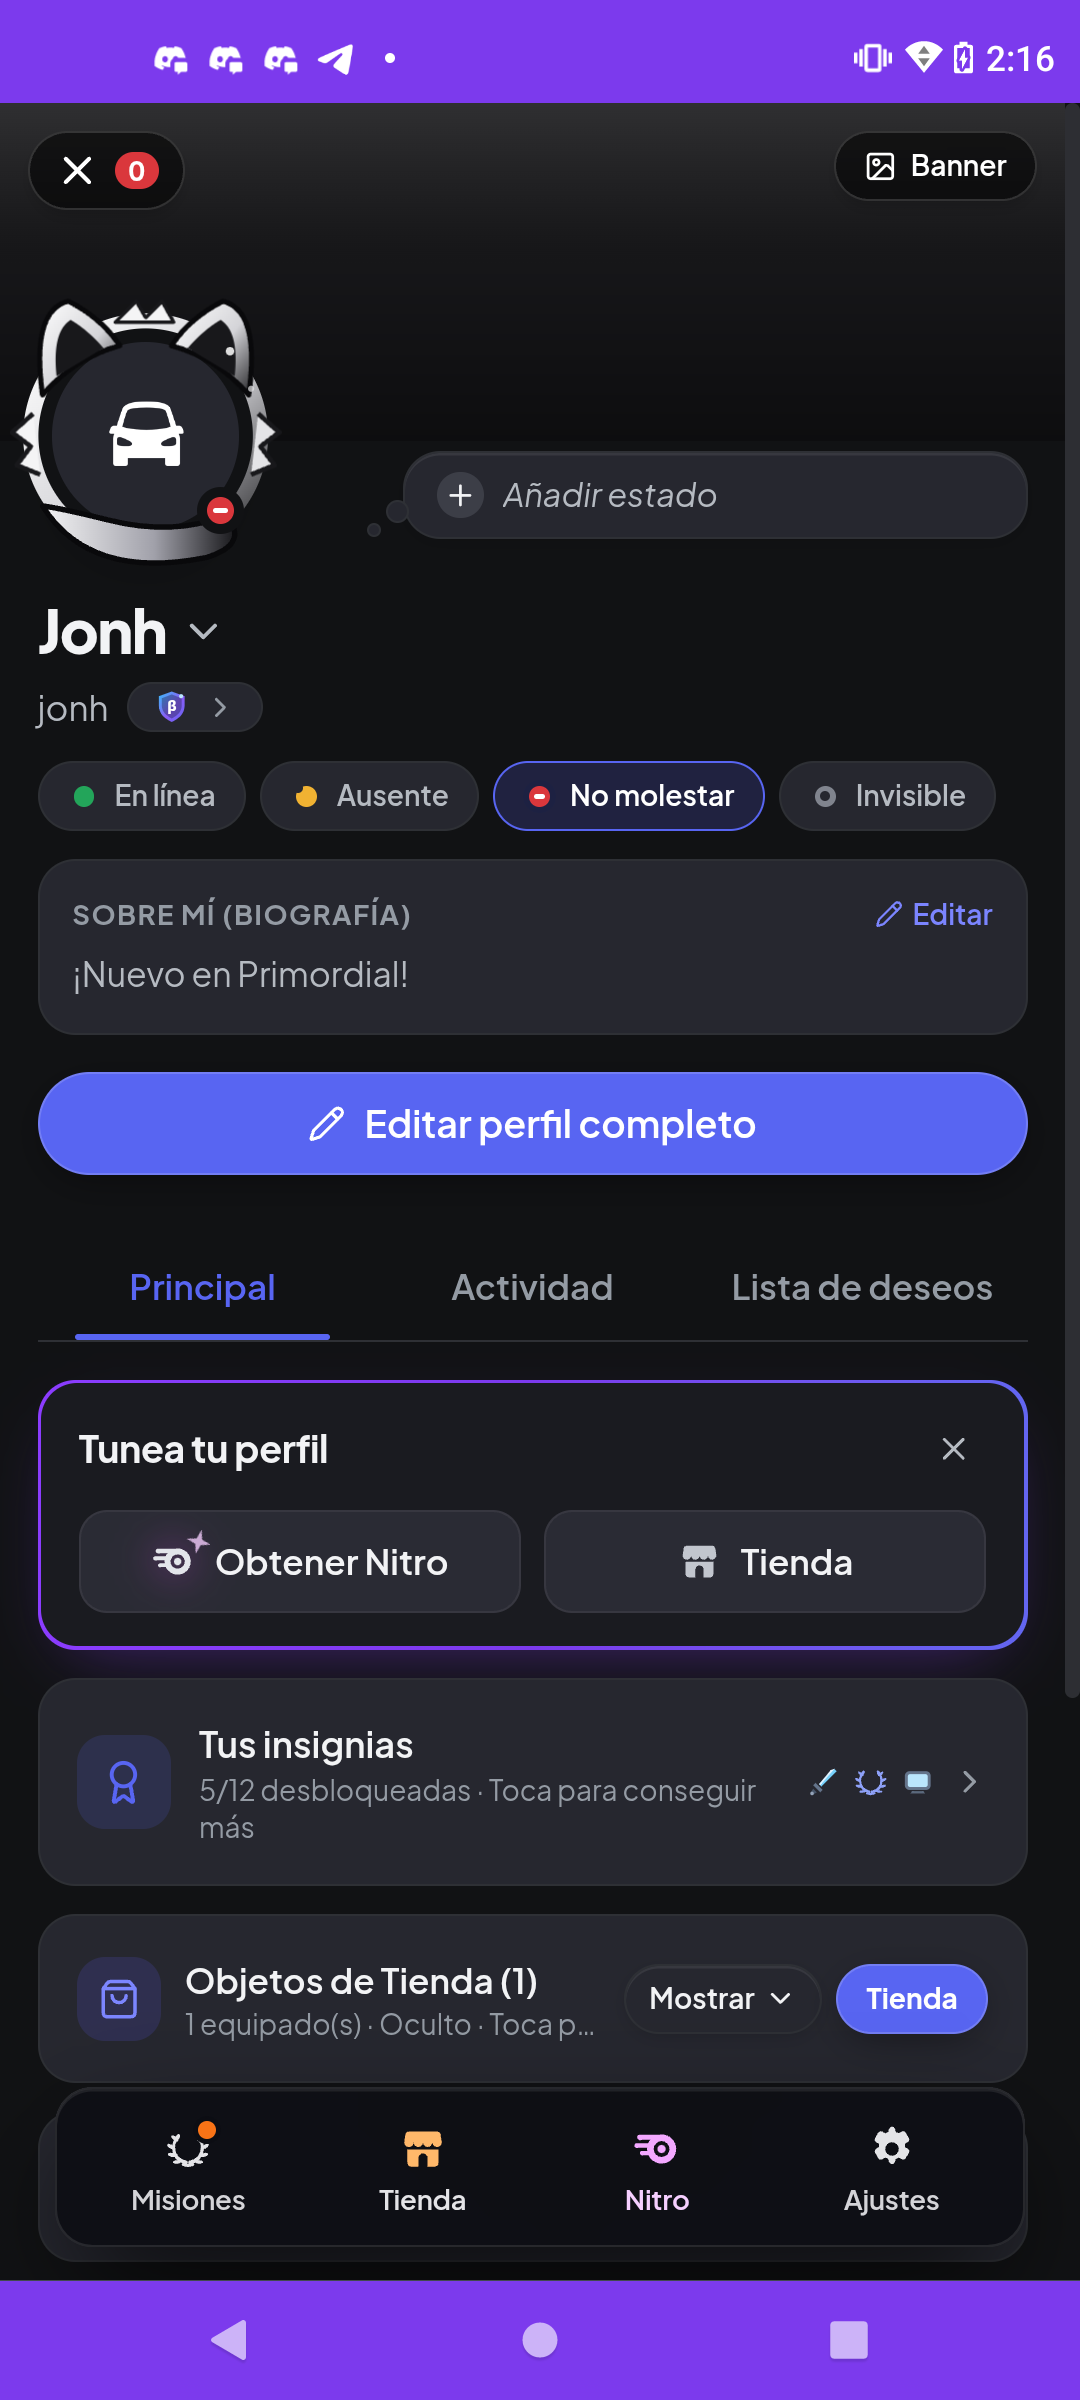 2:16
0
Banner
Añadir estado
Jonh
jonh
β
En línea
Ausente
No molestar
Invisible
SOBRE MÍ (BIOGRAFÍA)
Editar
¡Nuevo en Primordial!
Editar perfil completo
Principal
Actividad
Lista de deseos
Tunea tu perfil
Obtener Nitro
Tienda
Tus insignias
5/12 desbloqueadas · Toca para conseguir
más
Objetos de Tienda (1)
1 equipado(s) · Oculto · Toca p...
Mostrar
Tienda
Misiones
Tienda
Nitro
Ajustes